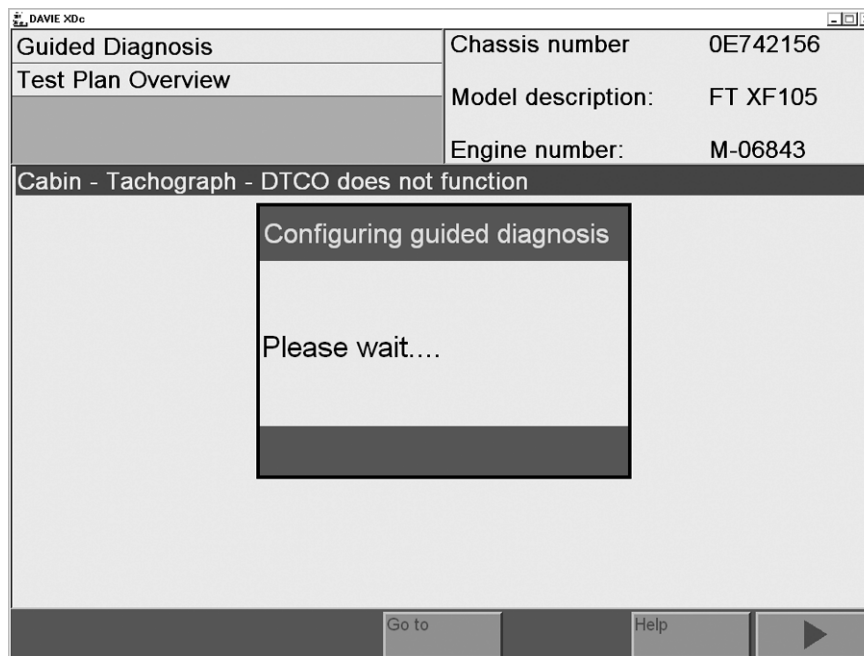 DAVIE XDc
Guided Diagnosis
Test Plan Overview
Chassis number 0E742156
Model description: FT XF105
Engine number: M-06843
Cabin - Tachograph - DTCO does not function
Configuring guided diagnosis
Please wait....
Go to
Help